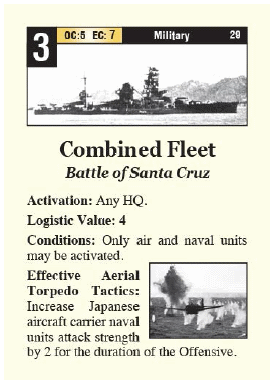 3
OC:5 EC: 7 Military 29
Combined Fleet
Battle of Santa Cruz
Activation: Any HQ.
Logistic Value: 4
Conditions: Only air and naval units
may be activated.
Effective Aerial
Torpedo Tactics:
Increase Japanese
aircraft carrier naval
units attack strength
by 2 for the duration of the Offensive.